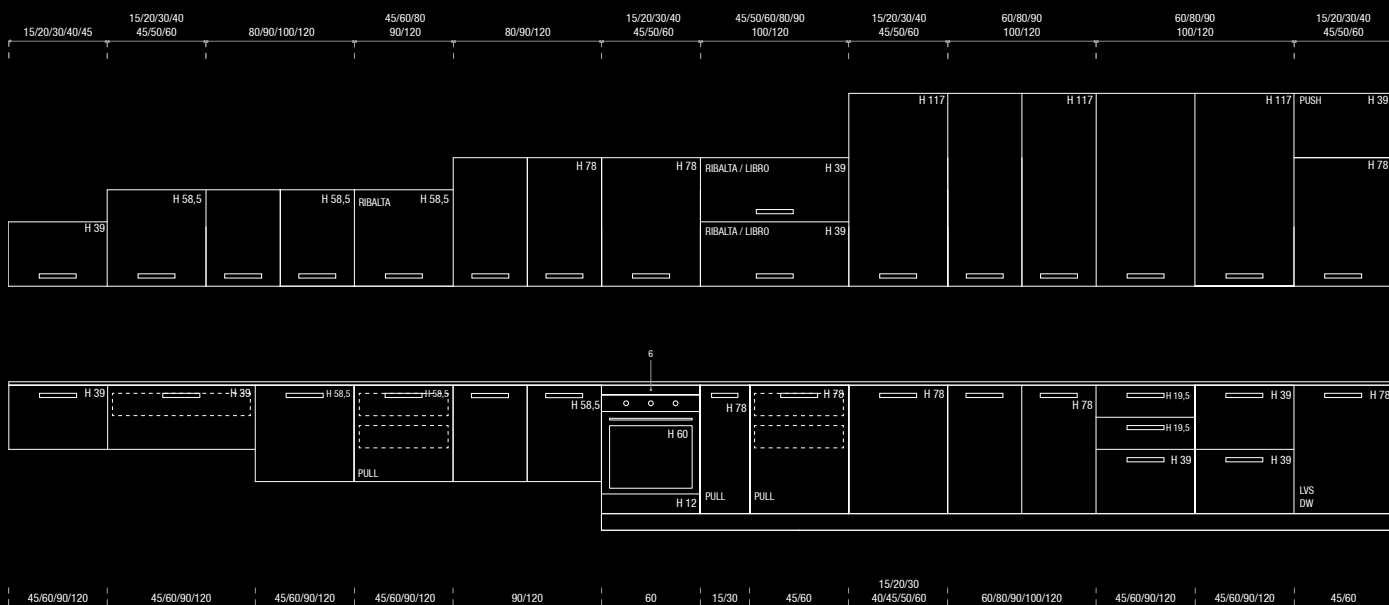 15/20/30/40/45
15/20/30/40
45/50/60
80/90/100/120
45/60/80
90/120
80/90/120
15/20/30/40
45/50/60
45/50/60/80/90
100/120
15/20/30/40
45/50/60
60/80/90
100/120
60/80/90
100/120
15/20/30/40
45/50/60
H 39
H 58,5
H 58,5
RIBALTA
H 58,5
H 78
H 78
RIBALTA / LIBRO
H 39
RIBALTA / LIBRO
H 39
H 117
H 117
H 117
PUSH
H 39
H 78
6
H 39
H 39
H 58,5
H 58,5
PULL
H 58,5
H 60
H 12
H 78
PULL
H 78
PULL
H 78
H 78
H 19,5
H 19,5
H 39
H 39
H 39
H 78
LVS
DW
45/60/90/120
45/60/90/120
45/60/90/120
45/60/90/120
90/120
60
15/30
45/60
15/20/30
40/45/50/60
60/80/90/100/120
45/60/90/120
45/60/90/120
45/60